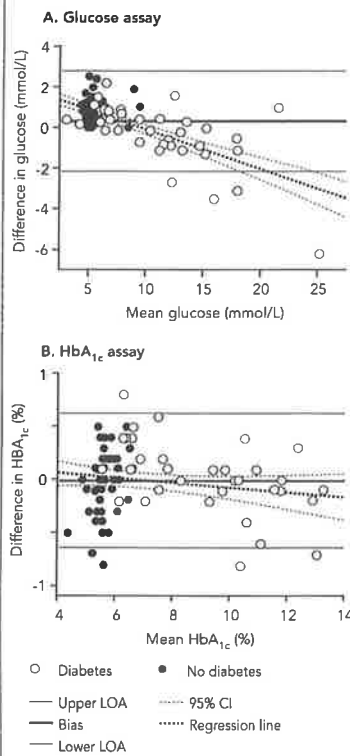 A. Glucose assay
Difference in glucose (mmol/L)
4
2
0
-2
-4
-6
5
10
15
20
25
Mean glucose (mmol/L)
B. HbA1c assay
Difference in HBA1c (%)
1
0
-1
4
6
8
10
12
14
Mean HbA1c (%)
Diabetes
No diabetes
Upper LOA
95% CI
Bias
Regression line
Lower LOA